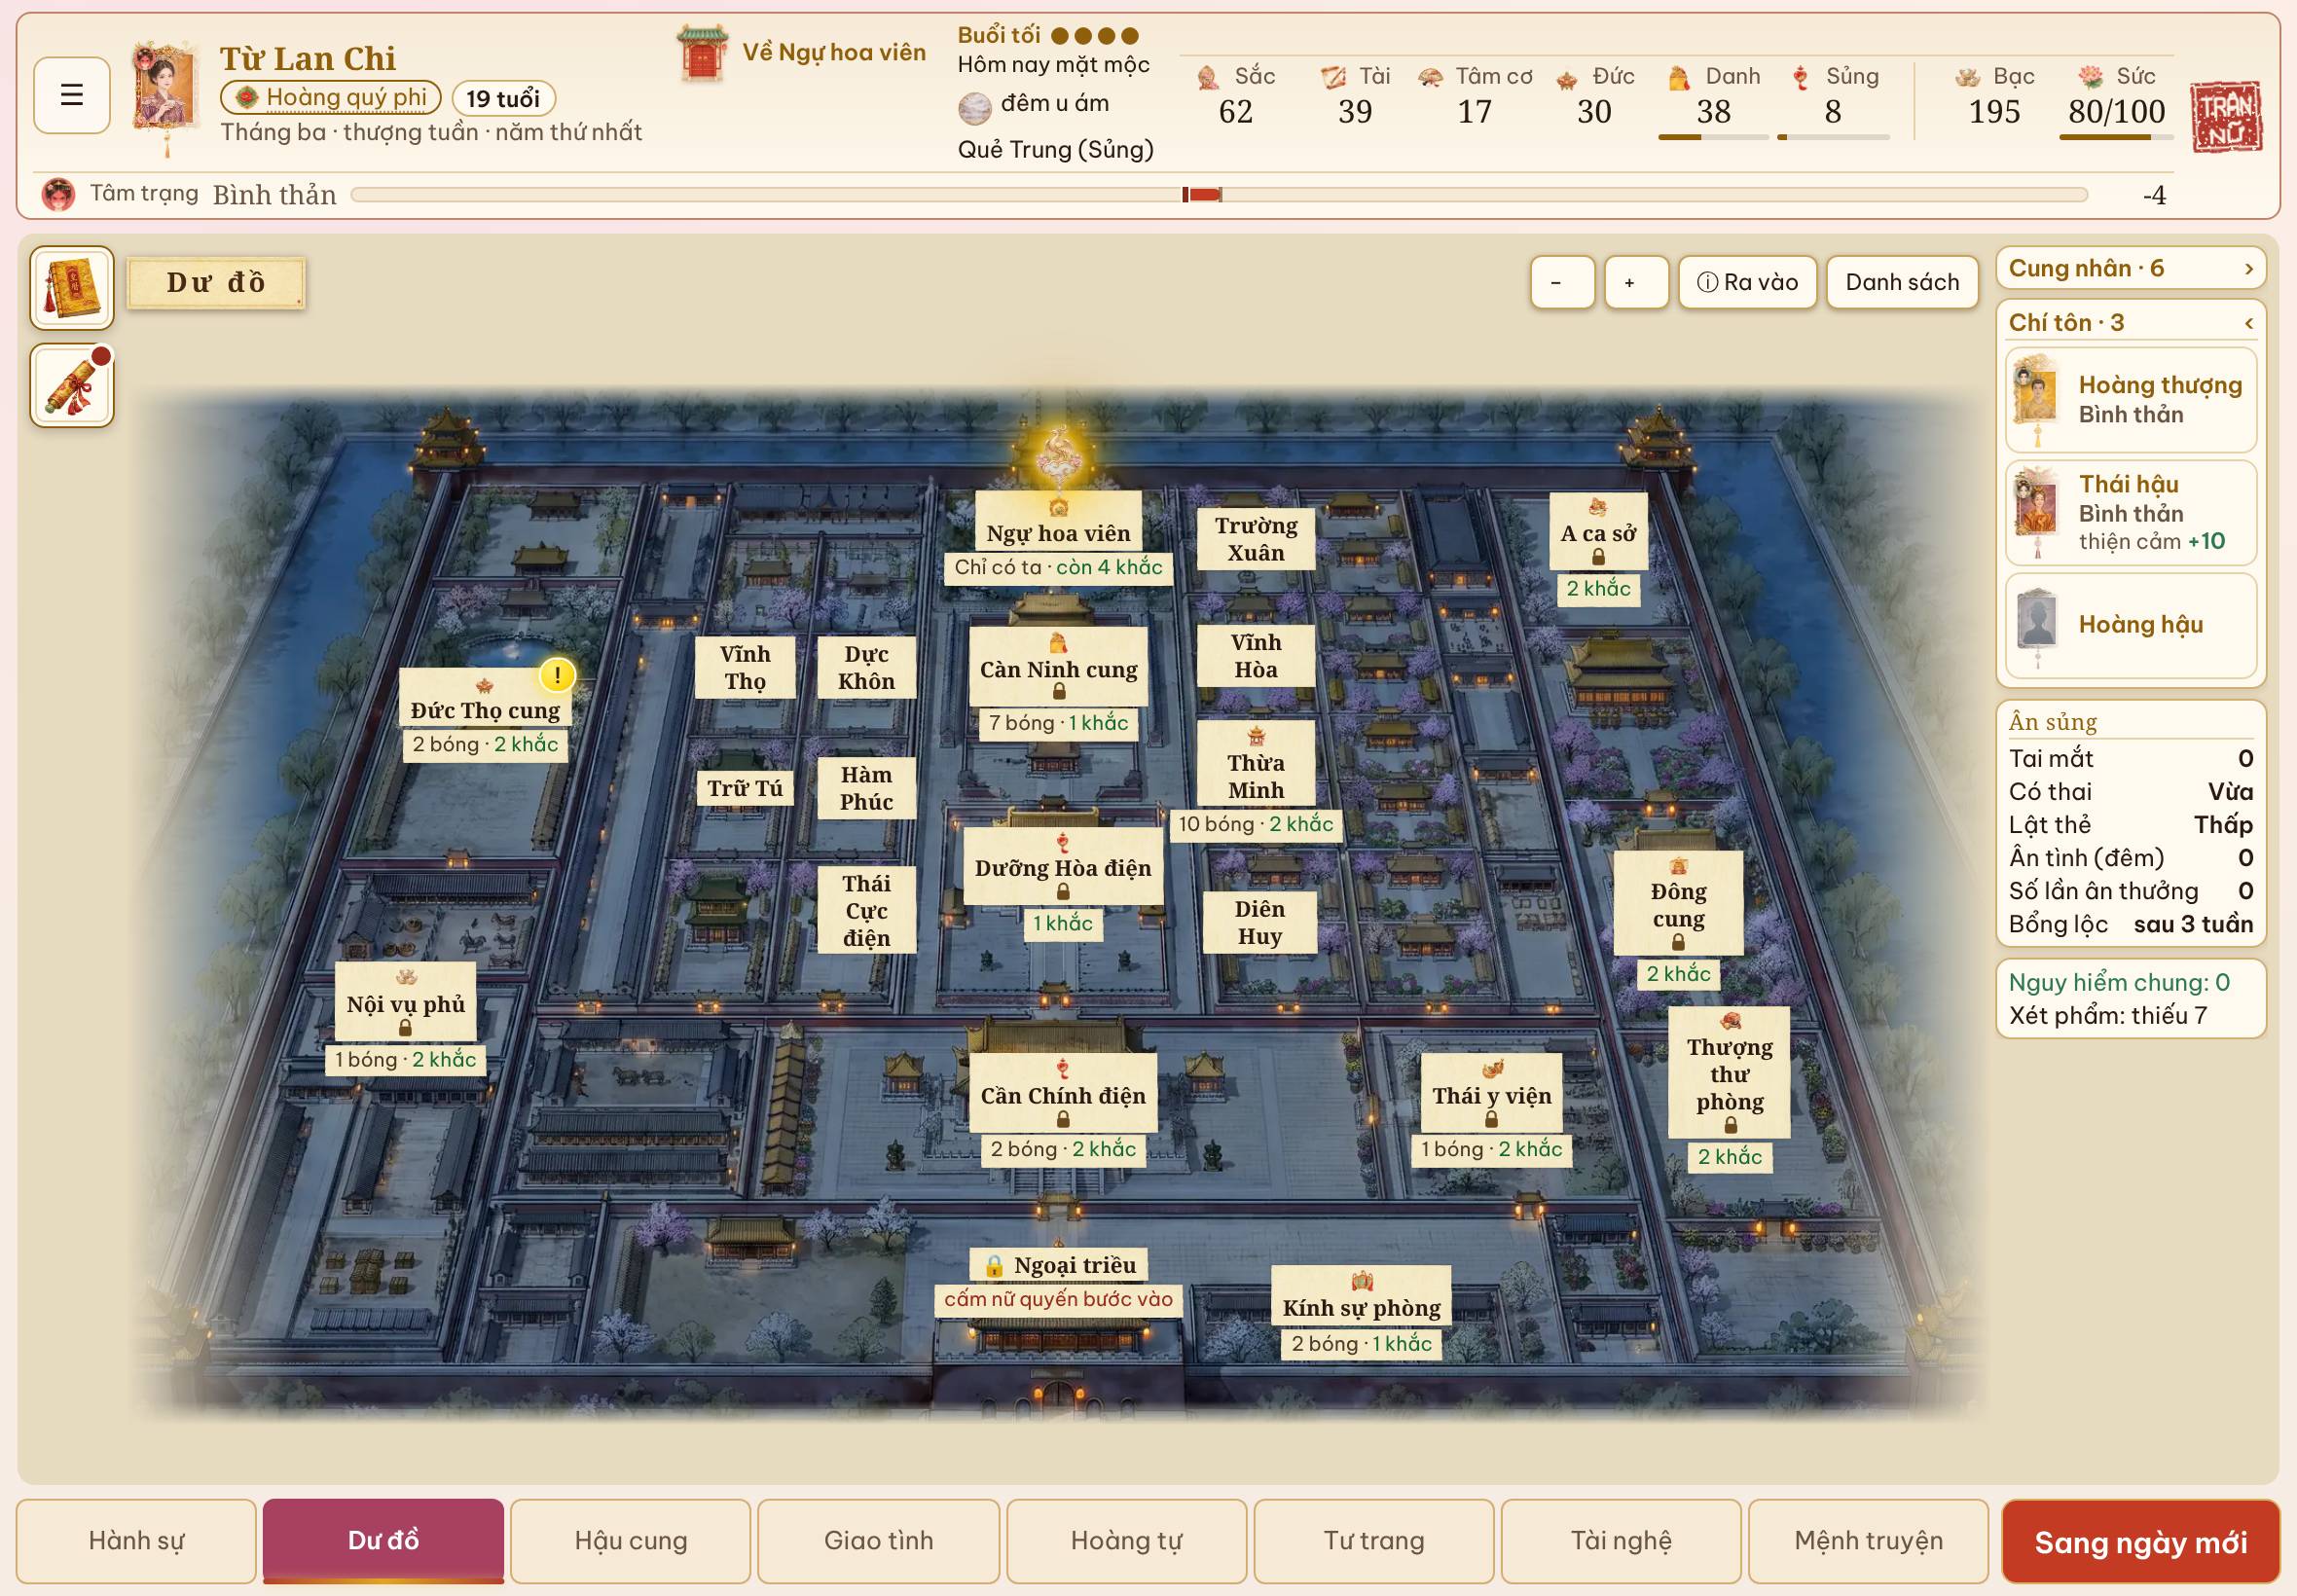 ☰
Từ Lan Chi
Hoàng quý phi
19 tuổi
Tháng ba · thượng tuần · năm thứ nhất
Về Ngự hoa viên
Buổi tối
Hôm nay mặt mộc
đêm u ám
Quẻ Trung (Sủng)
Sắc
62
Tài
39
Tâm cơ
17
Đức
30
Danh
38
Sủng
8
Bạc
195
Sức
80/100
TRÂN NỮ
Tâm trạng Bình thản
-4
Dư đồ
−
+
ⓘ Ra vào
Danh sách
Ngự hoa viên
Chỉ có ta · còn 4 khắc
Trường
Xuân
A ca sở
2 khắc
Vĩnh
Thọ
Dực
Khôn
Càn Ninh cung
7 bóng · 1 khắc
Vĩnh
Hòa
!
Đức Thọ cung
2 bóng · 2 khắc
Trữ Tú
Hàm
Phúc
Thừa
Minh
10 bóng · 2 khắc
Dưỡng Hòa điện
1 khắc
Thái
Cực
điện
Diên
Huy
Đông
cung
2 khắc
Nội vụ phủ
1 bóng · 2 khắc
Cần Chính điện
2 bóng · 2 khắc
Thái y viện
1 bóng · 2 khắc
Thượng
thư
phòng
2 khắc
Ngoại triều
cấm nữ quyến bước vào
Kính sự phòng
2 bóng · 1 khắc
Cung nhân · 6 ›
Chí tôn · 3 ‹
Hoàng thượng
Bình thản
Thái hậu
Bình thản
thiện cảm +10
Hoàng hậu
Ân sủng
Tai mắt 0
Có thai Vừa
Lật thẻ Thấp
Ân tình (đêm) 0
Số lần ân thưởng 0
Bổng lộc sau 3 tuần
Nguy hiểm chung: 0
Xét phẩm: thiếu 7
Hành sự
Dư đồ
Hậu cung
Giao tình
Hoàng tự
Tư trang
Tài nghệ
Mệnh truyện
Sang ngày mới